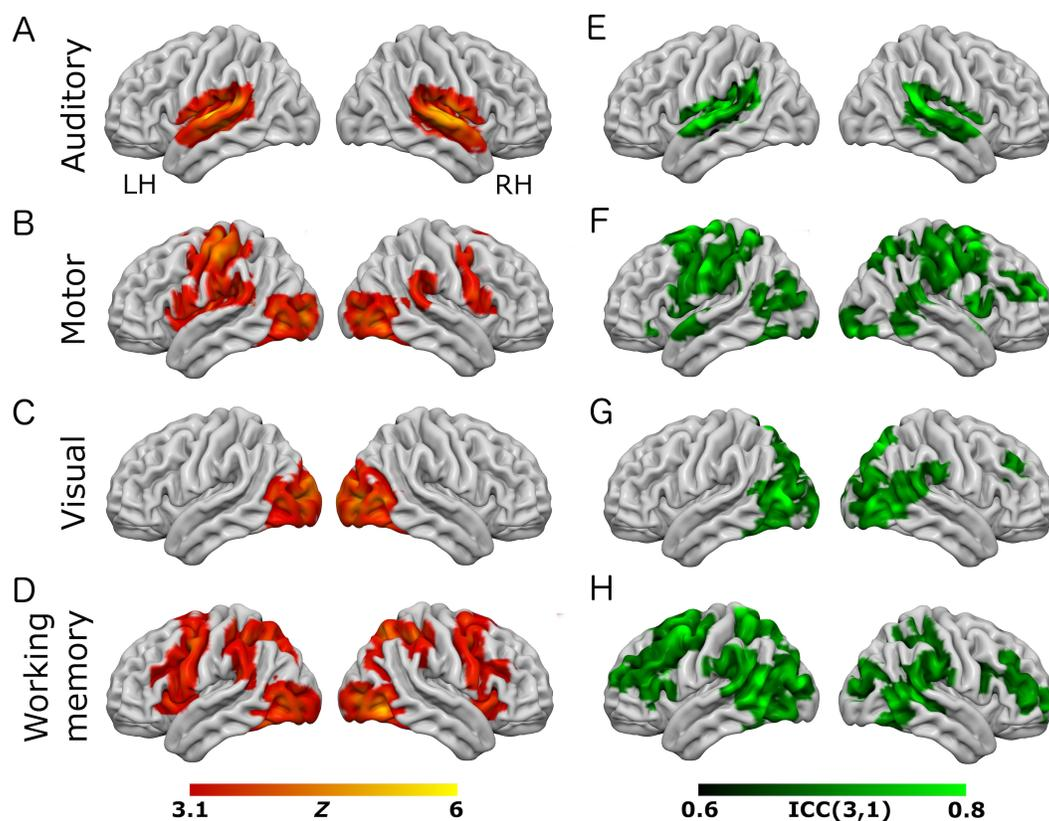 A
E
Auditory
LH
RH
B
F
Motor
C
G
Visual
D
H
Working
memory
3.1 Z 6
0.6 ICC(3,1) 0.8